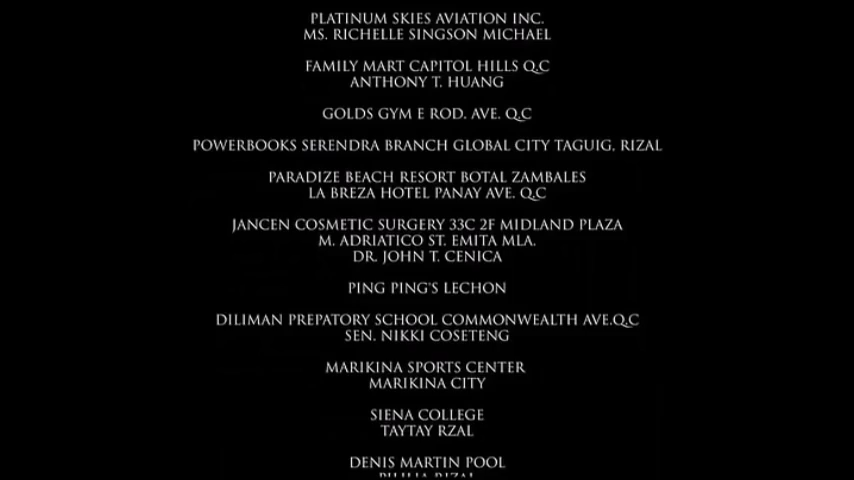 PLATINUM SKIES AVIATION INC.
MS. RICHELLE SINGSON MICHAEL
FAMILY MART CAPITOL HILLS Q.C
ANTHONY T. HUANG
GOLDS GYM E ROD. AVE. Q.C
POWERBOOKS SERENDRA BRANCH GLOBAL CITY TAGUIG, RIZAL
PARADIZE BEACH RESORT BOTAL ZAMBALES
LA BREZA HOTEL PANAY AVE. Q.C
JANCEN COSMETIC SURGERY 33C 2F MIDLAND PLAZA
M. ADRIATICO ST. EMITA MLA.
DR. JOHN T. CENICA
PING PING'S LECHON
DILIMAN PREPATORY SCHOOL COMMONWEALTH AVE.Q.C
SEN. NIKKI COSETENG
MARIKINA SPORTS CENTER
MARIKINA CITY
SIENA COLLEGE
TAYTAY RZAL
DENIS MARTIN POOL